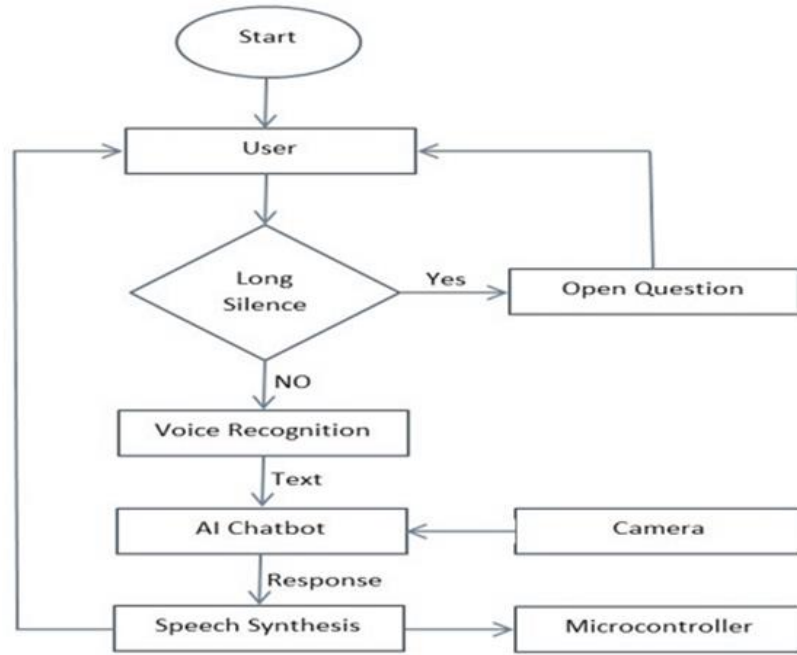 Start
User
Long
Silence
Yes
Open Question
NO
Voice Recognition
Text
AI Chatbot
Camera
Response
Speech Synthesis
Microcontroller